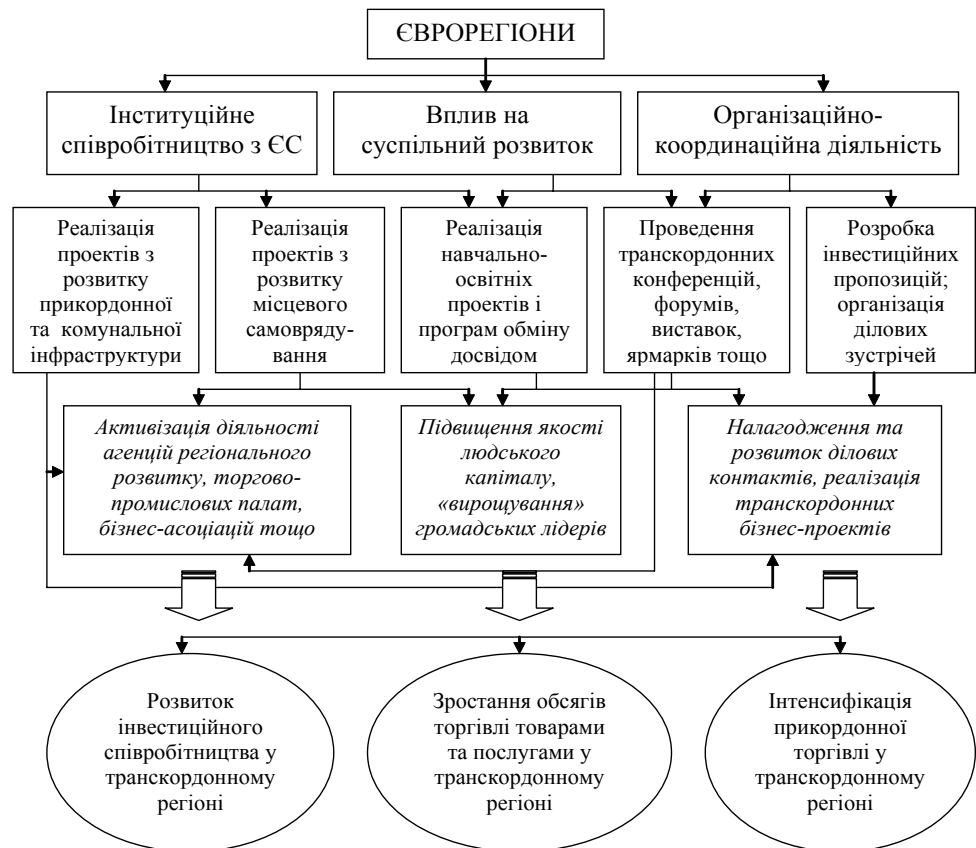 ЄВРОРЕГІОНИ
Інституційне
співробітництво з ЄС
Вплив на
суспільний розвиток
Організаційно-
координаційна діяльність
Реалізація
проектів з
розвитку
прикордонної
та комунальної
інфраструктури
Реалізація
проектів з
розвитку
місцевого
самовряду-
вання
Реалізація
навчально-
освітніх
проектів і
програм обміну
досвідом
Проведення
транскордонних
конференцій,
форумів,
виставок,
ярмарків тощо
Розробка
інвестиційних
пропозицій;
організація
ділових
зустрічей
Активізація діяльності
агенцій регіонального
розвитку, торгово-
промислових палат,
бізнес-асоціацій тощо
Підвищення якості
людського
капіталу,
«вирощування»
громадських лідерів
Налагодження та
розвиток ділових
контактів, реалізація
транскордонних
бізнес-проектів
Розвиток
інвестиційного
співробітництва у
транскордонному
регіоні
Зростання обсягів
торгівлі товарами
та послугами у
транскордонному
регіоні
Інтенсифікація
прикордонної
торгівлі у
транскордонному
регіоні